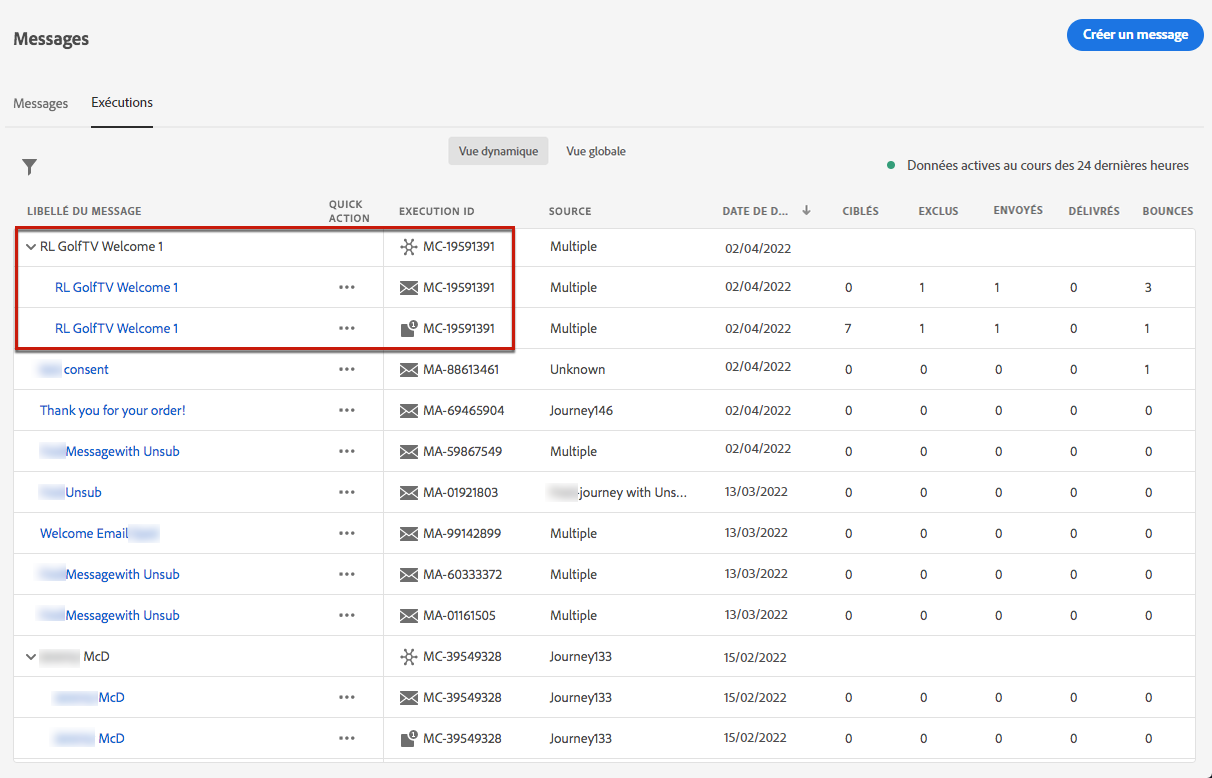 Messages
Créer un message
Messages Exécutions
Vue dynamique Vue globale
Données actives au cours des 24 dernières heures
LIBELLÉ DU MESSAGE QUICK ACTION EXECUTION ID SOURCE DATE DE D... CIBLÉS EXCLUS ENVOYÉS DÉLIVRÉS BOUNCES
RL GolfTV Welcome 1 MC-19591391 Multiple 02/04/2022
RL GolfTV Welcome 1 MC-19591391 Multiple 02/04/2022 0 1 1 0 3
RL GolfTV Welcome 1 1 MC-19591391 Multiple 02/04/2022 7 1 1 0 1
consent MA-88613461 Unknown 02/04/2022 0 0 0 0 1
Thank you for your order! MA-69465904 Journey146 02/04/2022 0 0 0 0 0
Messagewith Unsub MA-59867549 Multiple 02/04/2022 0 0 0 0 0
Unsub MA-01921803 journey with Uns... 13/03/2022 0 0 0 0 0
Welcome Email MA-99142899 Multiple 13/03/2022 0 0 0 0 0
Messagewith Unsub MA-60333372 Multiple 13/03/2022 0 0 0 0 0
Messagewith Unsub MA-01161505 Multiple 13/03/2022 0 0 0 0 0
McD MC-39549328 Journey133 15/02/2022
McD MC-39549328 Journey133 15/02/2022 0 0 0 0 0
McD 1 MC-39549328 Journey133 15/02/2022 0 0 0 0 0